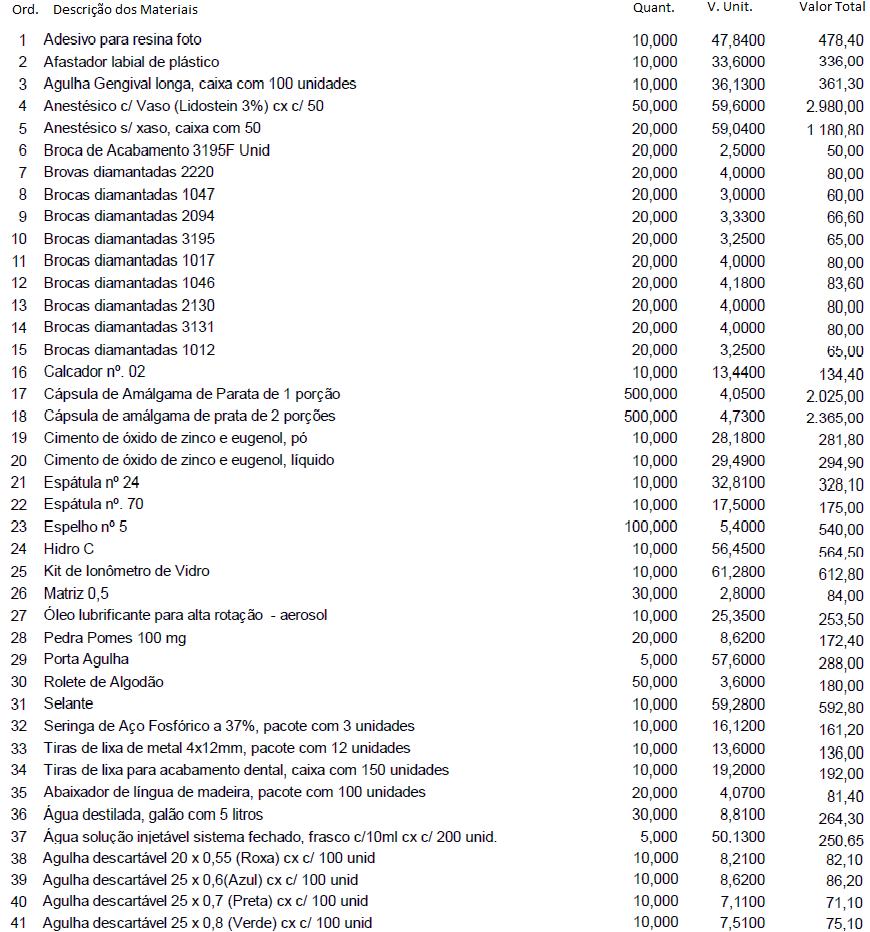 Ord. Descrição dos Materiais Quant. V. Unit. Valor Total
1 Adesivo para resina foto 10,000 47,8400 478,40
2 Afastador labial de plástico 10,000 33,6000 336,00
3 Agulha Gengival longa, caixa com 100 unidades 10,000 36,1300 361,30
4 Anestésico c/ Vaso (Lidostein 3%) cx c/ 50 50,000 59,6000 2.980,00
5 Anestésico s/ xaso, caixa com 50 20,000 59,0400 1 180,80
6 Broca de Acabamento 3195F Unid 20,000 2,5000 50,00
7 Brovas diamantadas 2220 20,000 4,0000 80,00
8 Brocas diamantadas 1047 20,000 3,0000 60,00
9 Brocas diamantadas 2094 20,000 3,3300 66,60
10 Brocas diamantadas 3195 20,000 3,2500 65,00
11 Brocas diamantadas 1017 20,000 4,0000 80,00
12 Brocas diamantadas 1046 20,000 4,1800 83,60
13 Brocas diamantadas 2130 20,000 4,0000 80,00
14 Brocas diamantadas 3131 20,000 4,0000 80,00
15 Brocas diamantadas 1012 20,000 3,2500 65,00
16 Calcador nº. 02 10,000 13,4400 134,40
17 Cápsula de Amálgama de Parata de 1 porção 500,000 4,0500 2.025,00
18 Cápsula de amálgama de prata de 2 porções 500,000 4,7300 2.365,00
19 Cimento de óxido de zinco e eugenol, pó 10,000 28,1800 281,80
20 Cimento de óxido de zinco e eugenol, líquido 10,000 29,4900 294,90
21 Espátula nº 24 10,000 32,8100 328,10
22 Espátula nº. 70 10,000 17,5000 175,00
23 Espelho nº 5 100,000 5,4000 540,00
24 Hidro C 10,000 56,4500 564,50
25 Kit de Ionômetro de Vidro 10,000 61,2800 612,80
26 Matriz 0,5 30,000 2,8000 84,00
27 Óleo lubrificante para alta rotação - aerosol 10,000 25,3500 253,50
28 Pedra Pomes 100 mg 20,000 8,6200 172,40
29 Porta Agulha 5,000 57,6000 288,00
30 Rolete de Algodão 50,000 3,6000 180,00
31 Selante 10,000 59,2800 592,80
32 Seringa de Aço Fosfórico a 37%, pacote com 3 unidades 10,000 16,1200 161,20
33 Tiras de lixa de metal 4x12mm, pacote com 12 unidades 10,000 13,6000 136,00
34 Tiras de lixa para acabamento dental, caixa com 150 unidades 10,000 19,2000 192,00
35 Abaixador de língua de madeira, pacote com 100 unidades 20,000 4,0700 81,40
36 Água destilada, galão com 5 litros 30,000 8,8100 264,30
37 Água solução injetável sistema fechado, frasco c/10ml cx c/ 200 unid. 5,000 50,1300 250,65
38 Agulha descartável 20 x 0,55 (Roxa) cx c/ 100 unid 10,000 8,2100 82,10
39 Agulha descartável 25 x 0,6(Azul) cx c/ 100 unid 10,000 8,6200 86,20
40 Agulha descartável 25 x 0,7 (Preta) cx c/ 100 unid 10,000 7,1100 71,10
41 Agulha descartável 25 x 0,8 (Verde) cx c/ 100 unid 10,000 7,5100 75,10